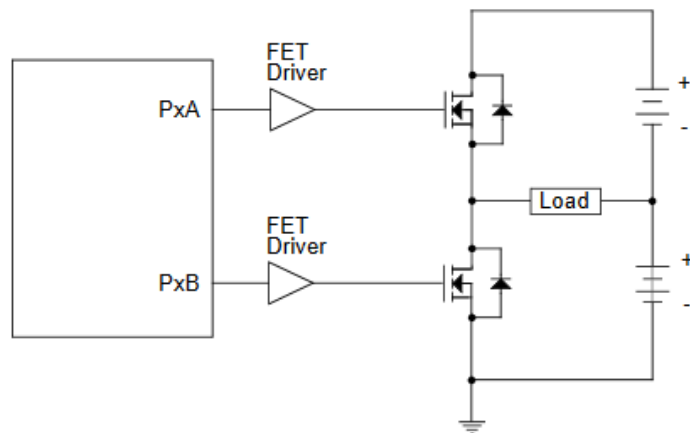 FET
Driver
PxA
+
-
Load
FET
Driver
+
PxB
-